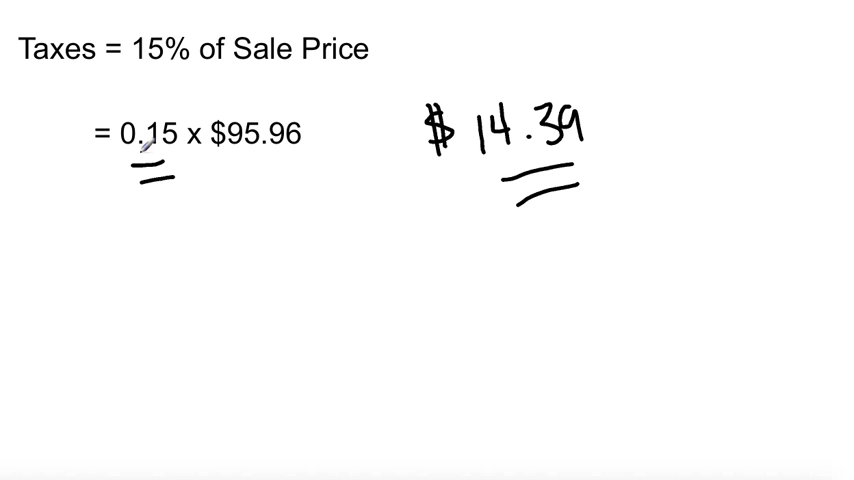 Taxes = 15% of Sale Price
= 0.15 x $95.96
$ 14.39